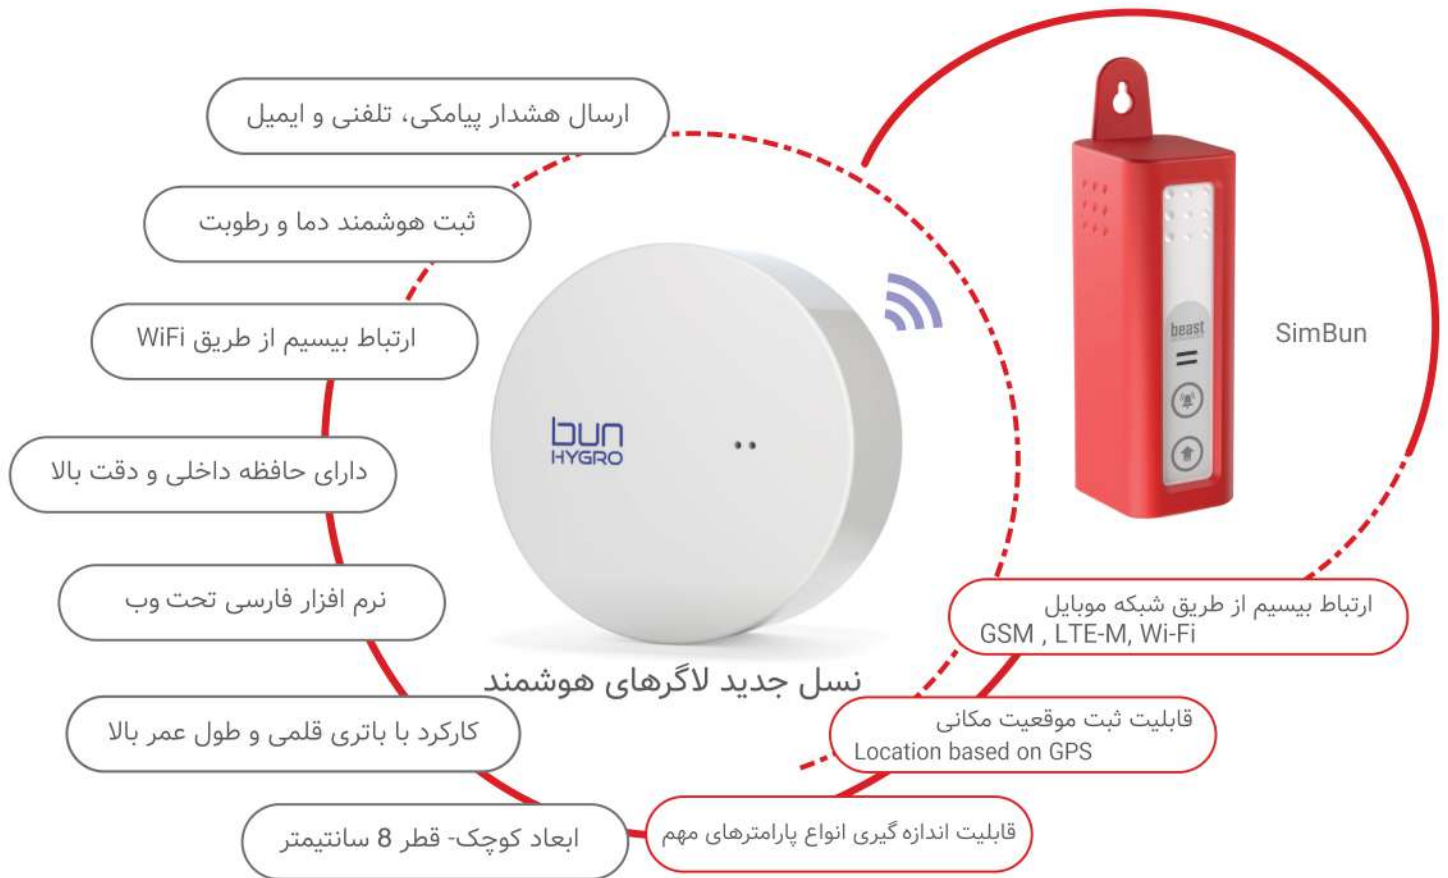 ارسال هشدار پیامکی، تلفنی و ایمیل
ثبت هوشمند دما و رطوبت
ارتباط بیسیم از طریق WiFi
دارای حافظه داخلی و دقت بالا
نرم افزار فارسی تحت وب
کارکرد با باتری قلمی و طول عمر بالا
ابعاد کوچک- قطر 8 سانتیمتر
bun
HYGRO
نسل جدید لاگرهای هوشمند
beast
SimBun
ارتباط بیسیم از طریق شبکه موبایل
GSM , LTE-M, Wi-Fi
قابلیت ثبت موقعیت مکانی
Location based on GPS
قابلیت اندازه گیری انواع پارامترهای مهم